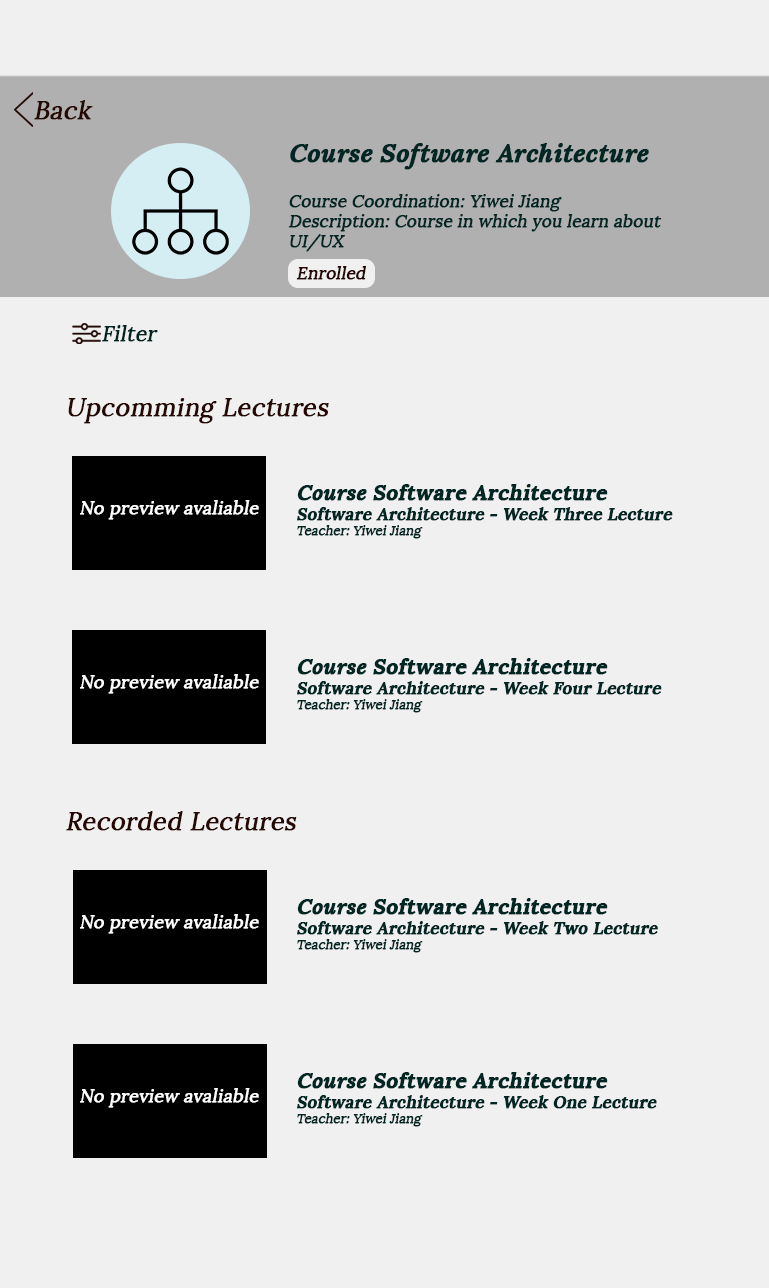 Back
Course Software Architecture
Course Coordination: Yiwei Jiang
Description: Course in which you learn about
UI/UX
Enrolled
Filter
Upcomming Lectures
No preview avaliable
Course Software Architecture
Software Architecture - Week Three Lecture
Teacher: Yiwei Jiang
No preview avaliable
Course Software Architecture
Software Architecture - Week Four Lecture
Teacher: Yiwei Jiang
Recorded Lectures
No preview avaliable
Course Software Architecture
Software Architecture - Week Two Lecture
Teacher: Yiwei Jiang
No preview avaliable
Course Software Architecture
Software Architecture - Week One Lecture
Teacher: Yiwei Jiang